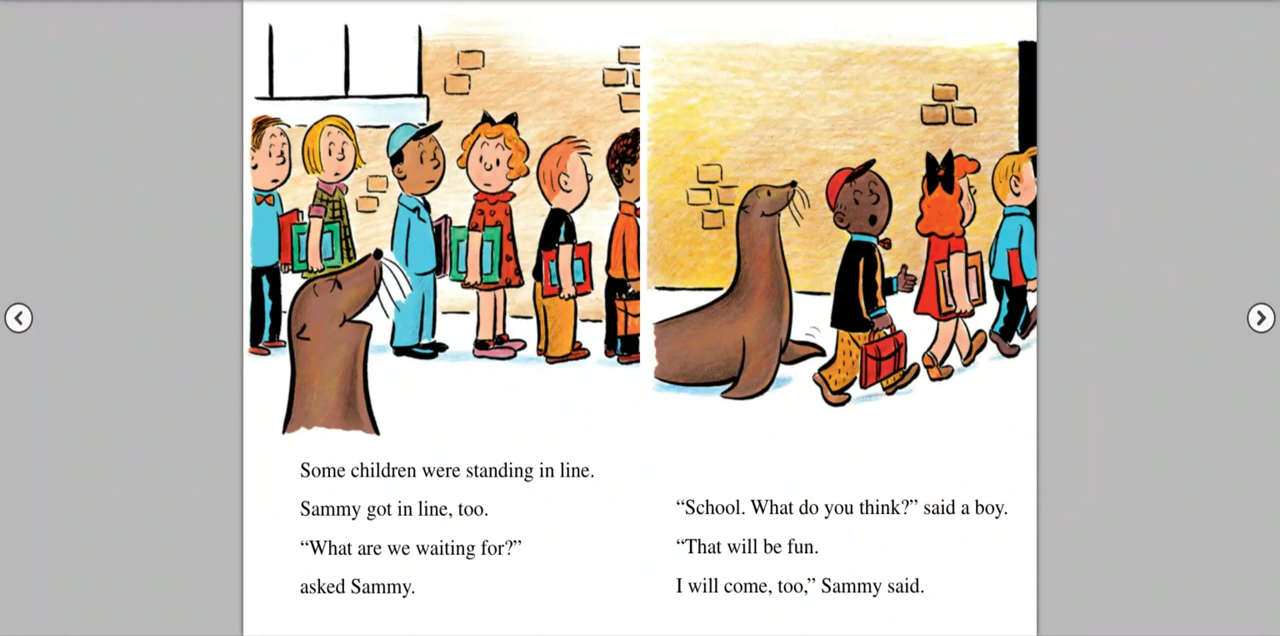 Some children were standing in line.
Sammy got in line, too.
“What are we waiting for?”
asked Sammy.
“School. What do you think?” said a boy.
“That will be fun.
I will come, too,” Sammy said.